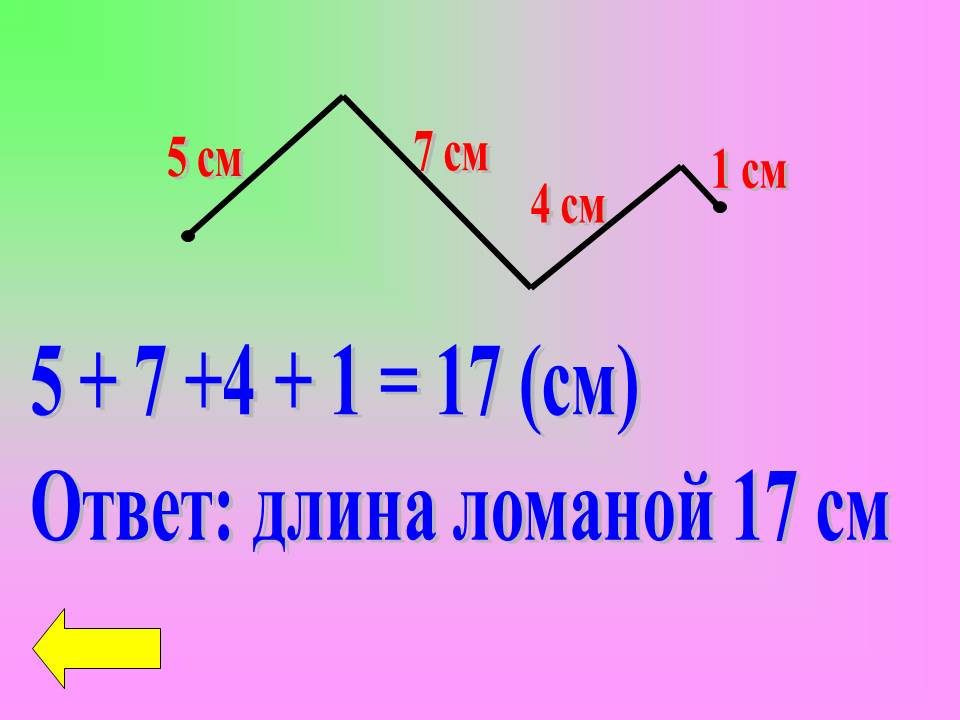 5 см
7 см
4 см
1 см
5 + 7 +4 + 1 = 17 (см)
Ответ: длина ломаной 17 см